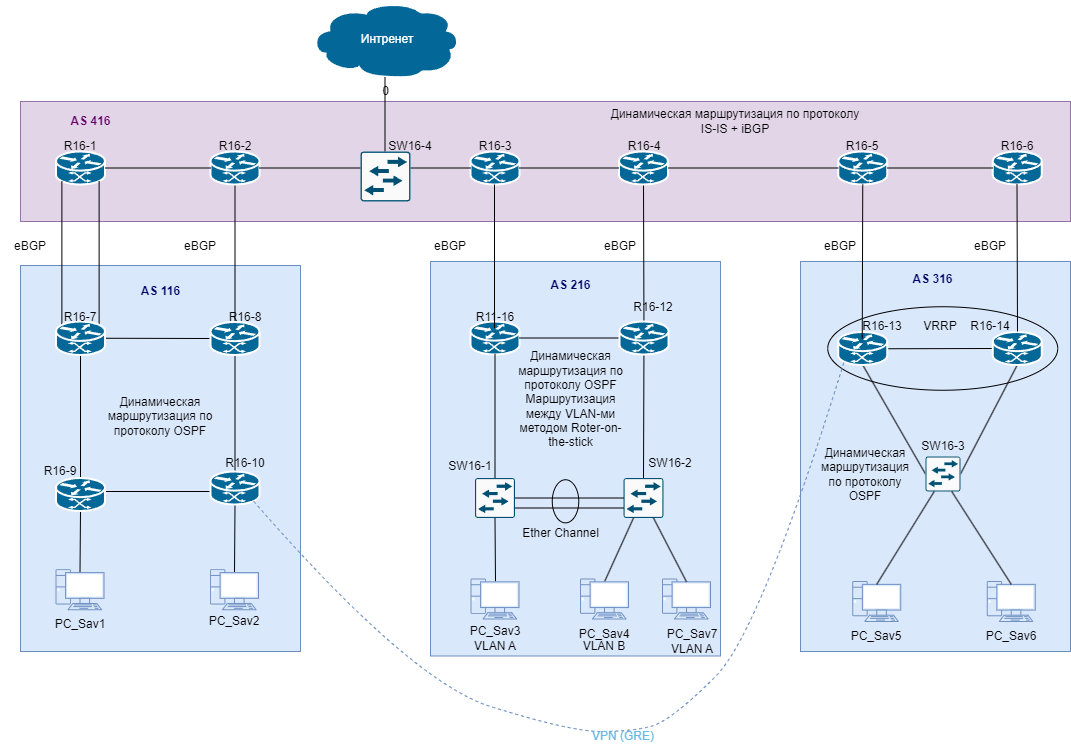 Интренет
0
AS 416
Динамическая маршрутизация по протоколу
IS-IS + iBGP
R16-1
R16-2
SW16-4
R16-3
R16-4
R16-5
R16-6
eBGP
eBGP
eBGP
eBGP
eBGP
eBGP
AS 116
AS 216
AS 316
R16-7
R16-8
R11-16
R16-12
R16-13
VRRP
R16-14
Динамическая
маршрутизация по
протоколу OSPF
Динамическая
маршрутизация по
протоколу OSPF
Маршрутизация
между VLAN-ми
методом Roter-on-
the-stick
Динамическая
маршрутизация
по протоколу
OSPF
R16-9
R16-10
SW16-1
SW16-2
SW16-3
Ether Channel
PC_Sav1
PC_Sav2
PC_Sav3
VLAN A
PC_Sav4
VLAN B
PC_Sav7
VLAN A
PC_Sav5
PC_Sav6
VPN (GRE)